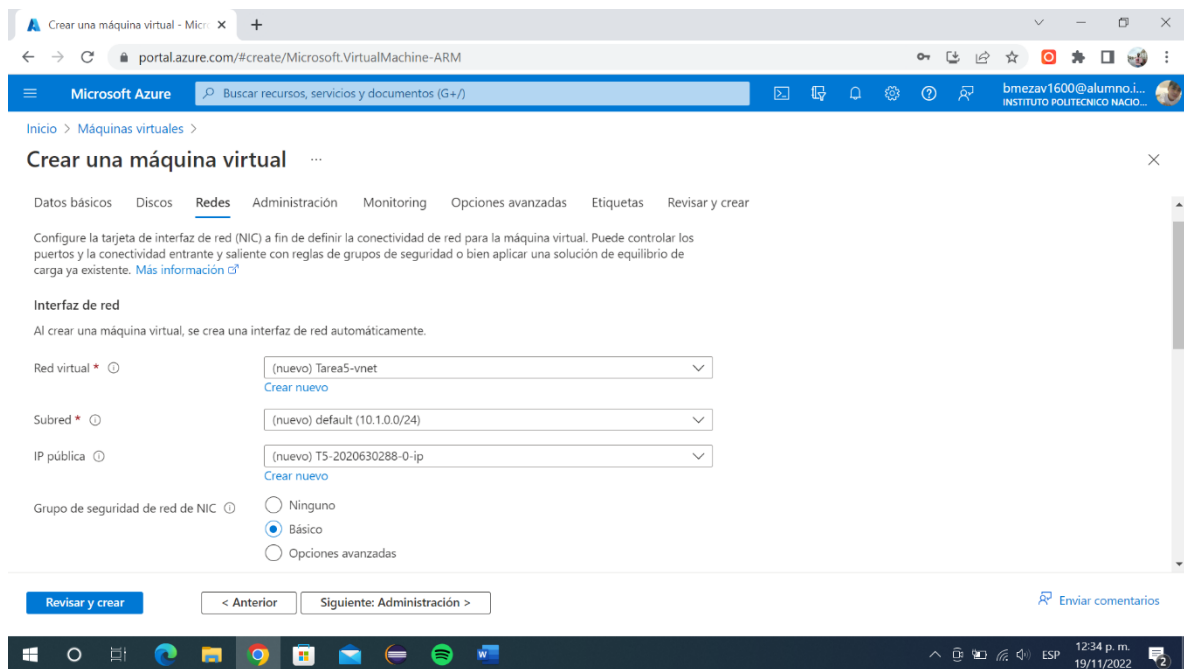 Crear una máquina virtual - Micr
portal.azure.com/#create/Microsoft.VirtualMachine-ARM
Microsoft Azure
Buscar recursos, servicios y documentos (G+/)
bmezav1600@alumno.i...
INSTITUTO POLITECNICO NACIO...
Inicio > Máquinas virtuales >
Crear una máquina virtual ...
Datos básicos Discos Redes Administración Monitoring Opciones avanzadas Etiquetas Revisar y crear
Configure la tarjeta de interfaz de red (NIC) a fin de definir la conectividad de red para la máquina virtual. Puede controlar los
puertos y la conectividad entrante y saliente con reglas de grupos de seguridad o bien aplicar una solución de equilibrio de
carga ya existente. Más información
Interfaz de red
Al crear una máquina virtual, se crea una interfaz de red automáticamente.
Red virtual * (nuevo) Tarea5-vnet
Crear nuevo
Subred * (nuevo) default (10.1.0.0/24)
IP pública (nuevo) T5-2020630288-0-ip
Crear nuevo
Grupo de seguridad de red de NIC Ninguno
Básico
Opciones avanzadas
Revisar y crear < Anterior Siguiente: Administración > Enviar comentarios
ESP 12:34 p. m.
19/11/2022 2